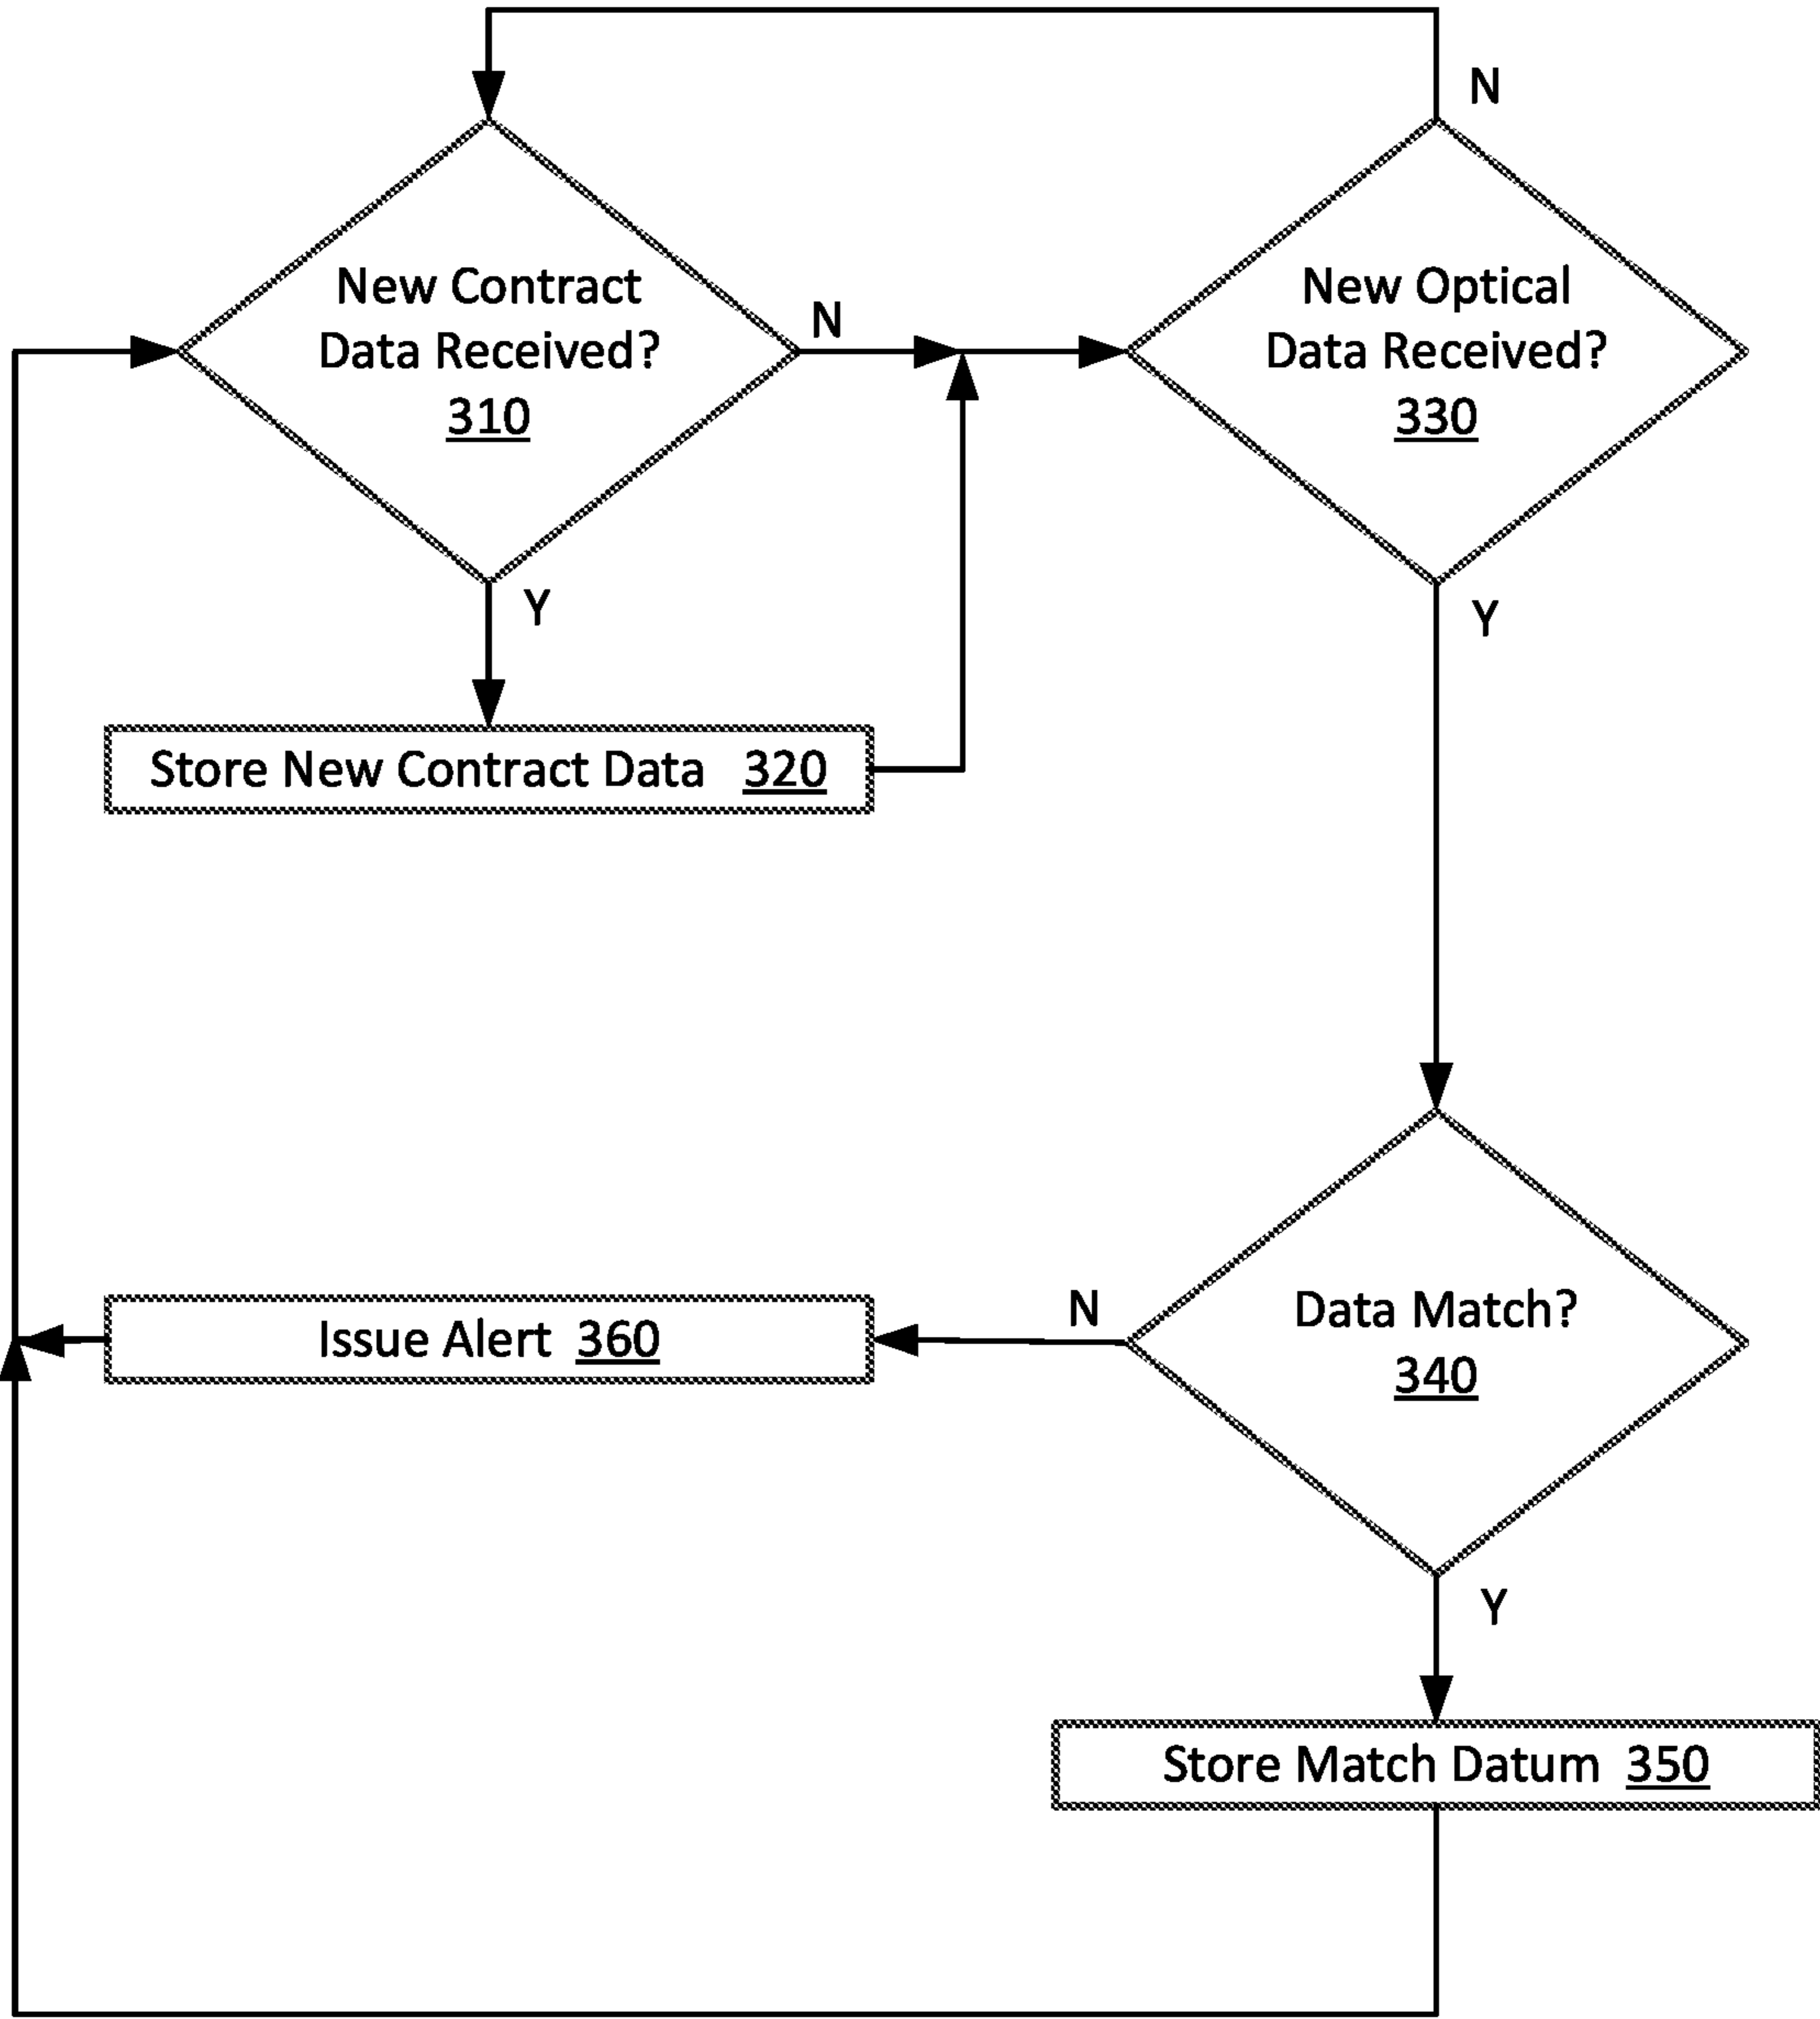 N
New Contract
Data Received?
310
N
New Optical
Data Received?
330
Y
Y
Store New Contract Data 320
N
Data Match?
340
Issue Alert 360
Y
Store Match Datum 350